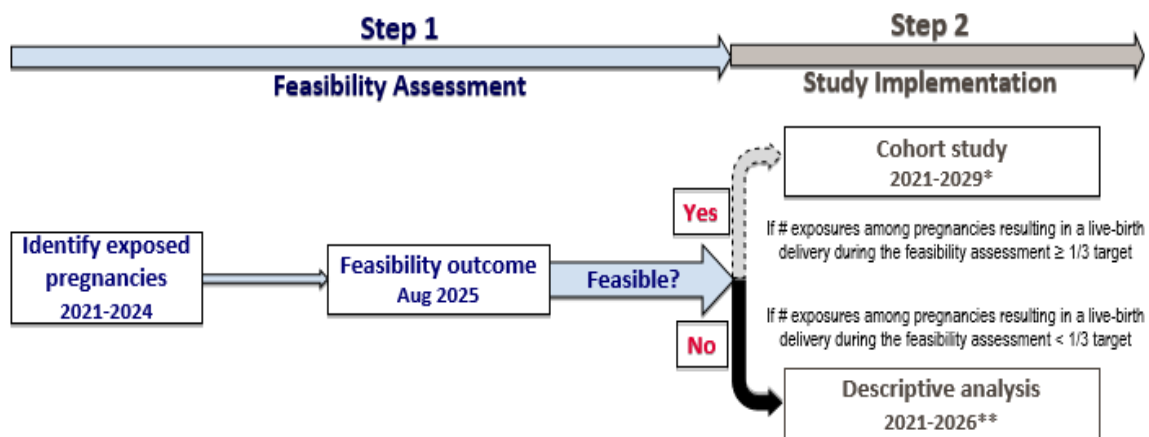 Step 1
Feasibility Assessment
Step 2
Study Implementation
Identify exposed
pregnancies
2021-2024
Feasibility outcome
Aug 2025
Feasible?
Yes
No
Cohort study
2021-2029*
If # exposures among pregnancies resulting in a live-birth
delivery during the feasibility assessment ≥ 1/3 target
If # exposures among pregnancies resulting in a live-birth
delivery during the feasibility assessment < 1/3 target
Descriptive analysis
2021-2026**